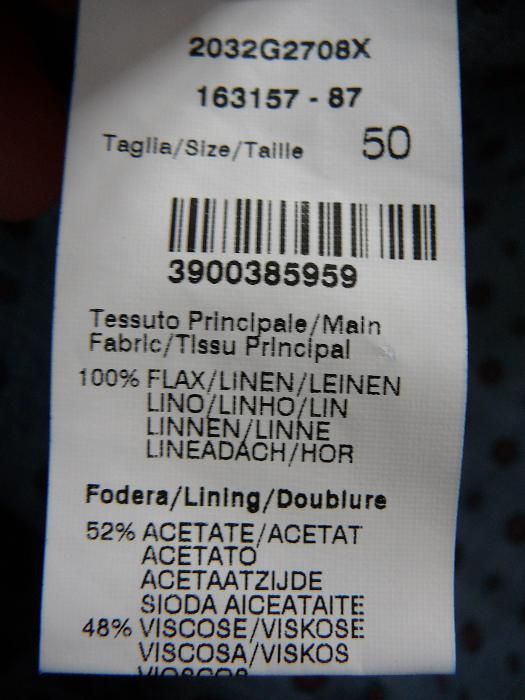 2032G2708X
163157 - 87
Taglia/Size/Taille 50
3900385959
Tessuto Principale/Main
Fabric/Tissu Principal
100% FLAX/LINEN/LEINEN
LINO/LINHO/LIN
LINNEN/LINNE
LINEADACH/HOR
Fodera/Lining/Doublure
52% ACETATE/ACETAT
ACETATO
ACETAATZIJDE
SIODA AICEATAITE
48% VISCOSE/VISKOSE
VISCOSA/VISKOS